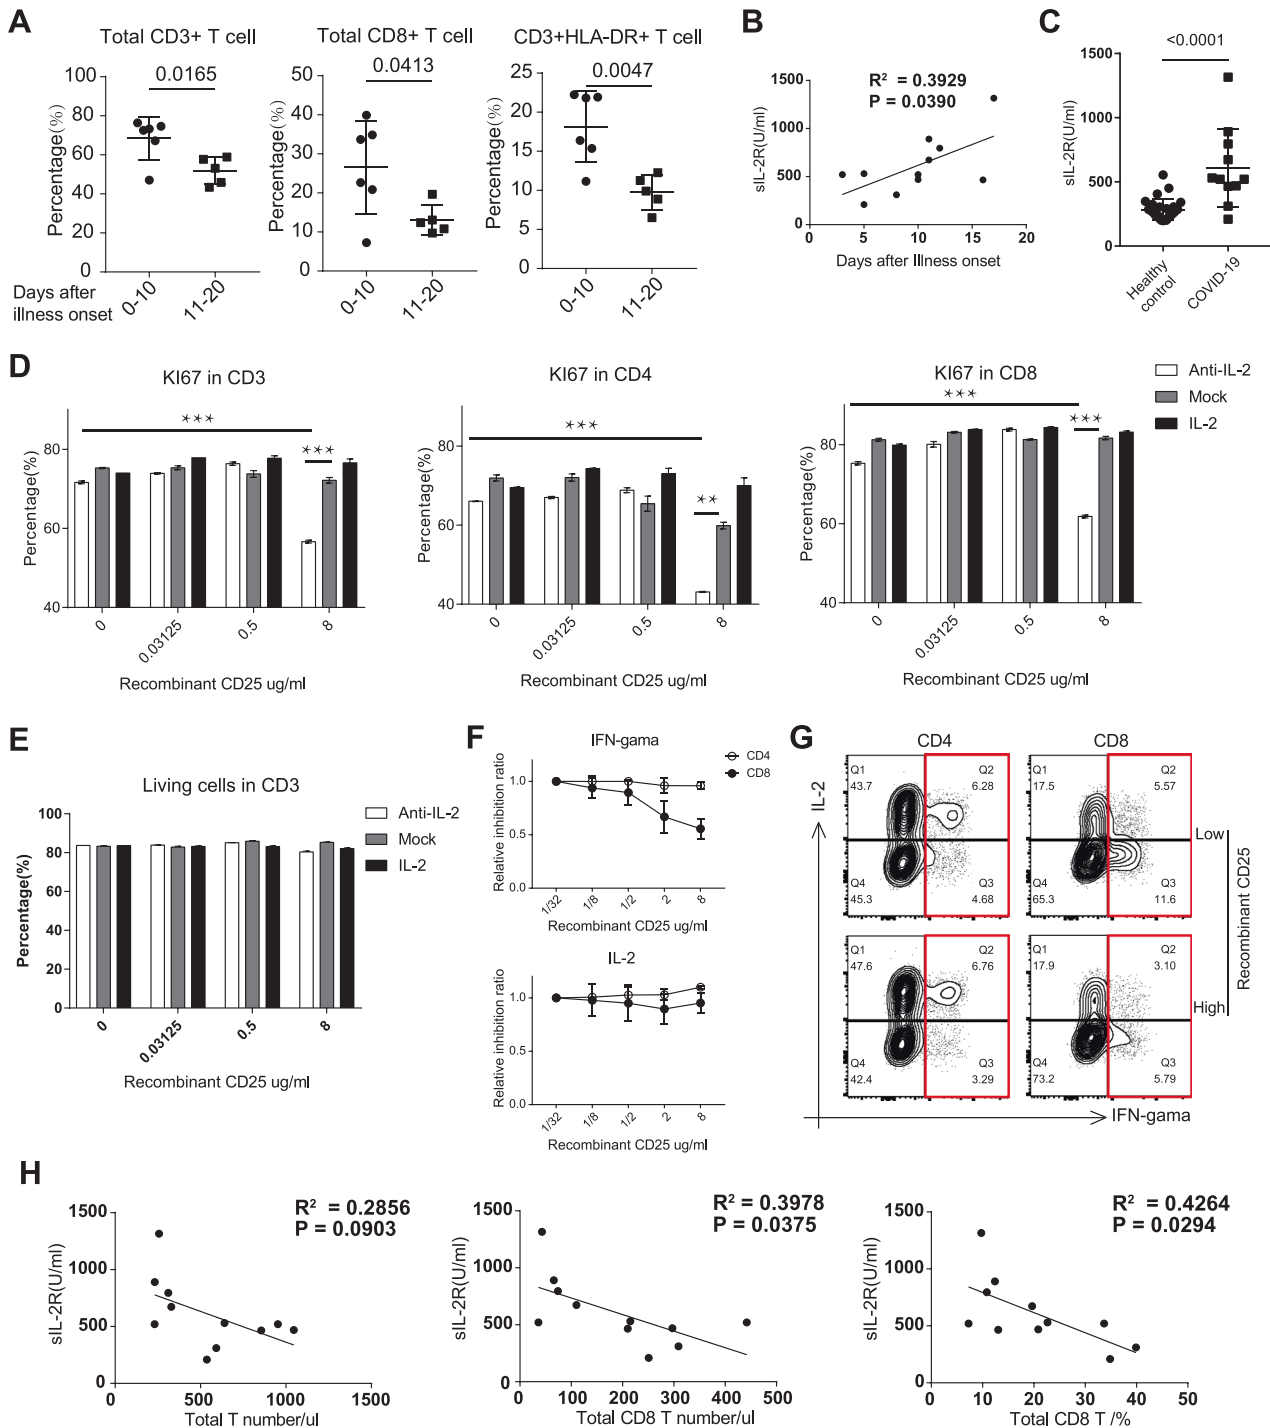 A
Total CD3+ T cell
0.0165
Percentage(%)
100
80
60
40
20
0
0-10
11-20
Days after
illness onset
Total CD8+ T cell
0.0413
Percentage(%)
50
40
30
20
10
0
0-10
11-20
CD3+HLA-DR+ T cell
0.0047
Percentage(%)
25
20
15
10
5
0
0-10
11-20
B
R² = 0.3929
P = 0.0390
sIL-2R(U/ml)
1500
1000
500
0
0
5
10
15
20
Days after Illness onset
C
<0.0001
sIL-2R(U/ml)
1500
1000
500
0
Healthy
control
COVID-19
D
KI67 in CD3
***
***
Percentage(%)
80
60
40
0
0.03125
0.5
8
Recombinant CD25 ug/ml
KI67 in CD4
***
**
Percentage(%)
80
60
40
0
0.03125
0.5
8
Recombinant CD25 ug/ml
KI67 in CD8
***
***
Percentage(%)
80
60
40
0
0.03125
0.5
8
Recombinant CD25 ug/ml
Anti-IL-2
Mock
IL-2
E
Living cells in CD3
Percentage(%)
100
80
60
40
20
0
0
0.03125
0.5
8
Recombinant CD25 ug/ml
Anti-IL-2
Mock
IL-2
F
IFN-gama
CD4
CD8
Relative inhibition ratio
1.0
0.5
1.0
1/32
1/8
1/2
2
8
Recombinant CD25 ug/ml
IL-2
Relative inhibition ratio
1.0
0.5
1.0
1/32
1/8
1/2
2
8
Recombinant CD25 ug/ml
G
CD4
CD8
IL-2
Q1
43.7
Q2
6.28
Q4
45.3
Q3
4.68
Q1
17.5
Q2
5.57
Q4
65.3
Q3
11.6
Low
Q1
47.6
Q2
6.76
Q4
42.4
Q3
3.29
Q1
17.9
Q2
3.10
Q4
73.2
Q3
5.79
High
Recombinant CD25
IFN-gama
H
R² = 0.2856
P = 0.0903
sIL-2R(U/ml)
1500
1000
500
0
0
500
1000
1500
Total T number/ul
R² = 0.3978
P = 0.0375
sIL-2R(U/ml)
1500
1000
500
0
0
100
200
300
400
500
Total CD8 T number/ul
R² = 0.4264
P = 0.0294
sIL-2R(U/ml)
1500
1000
500
0
0
10
20
30
40
50
Total CD8 T /%